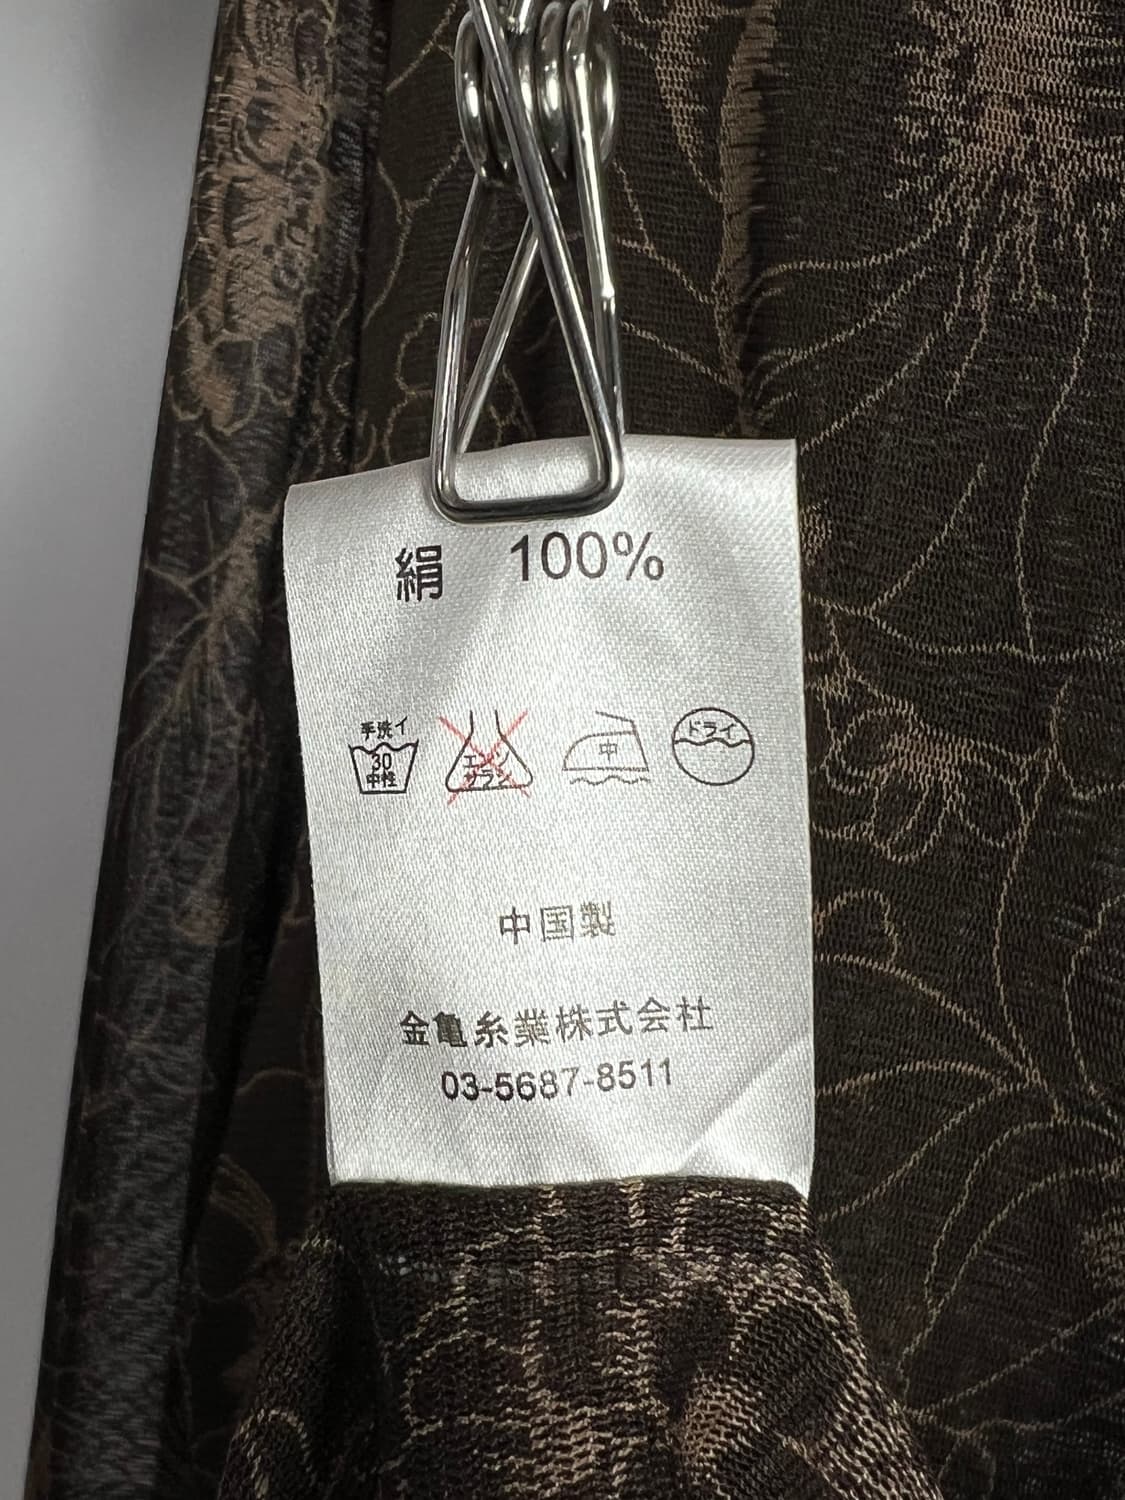 絹 100%
手洗イ
30
中性
エンソ
サラシ
中
ドライ
中国製
金亀糸業株式会社
03-5687-8511